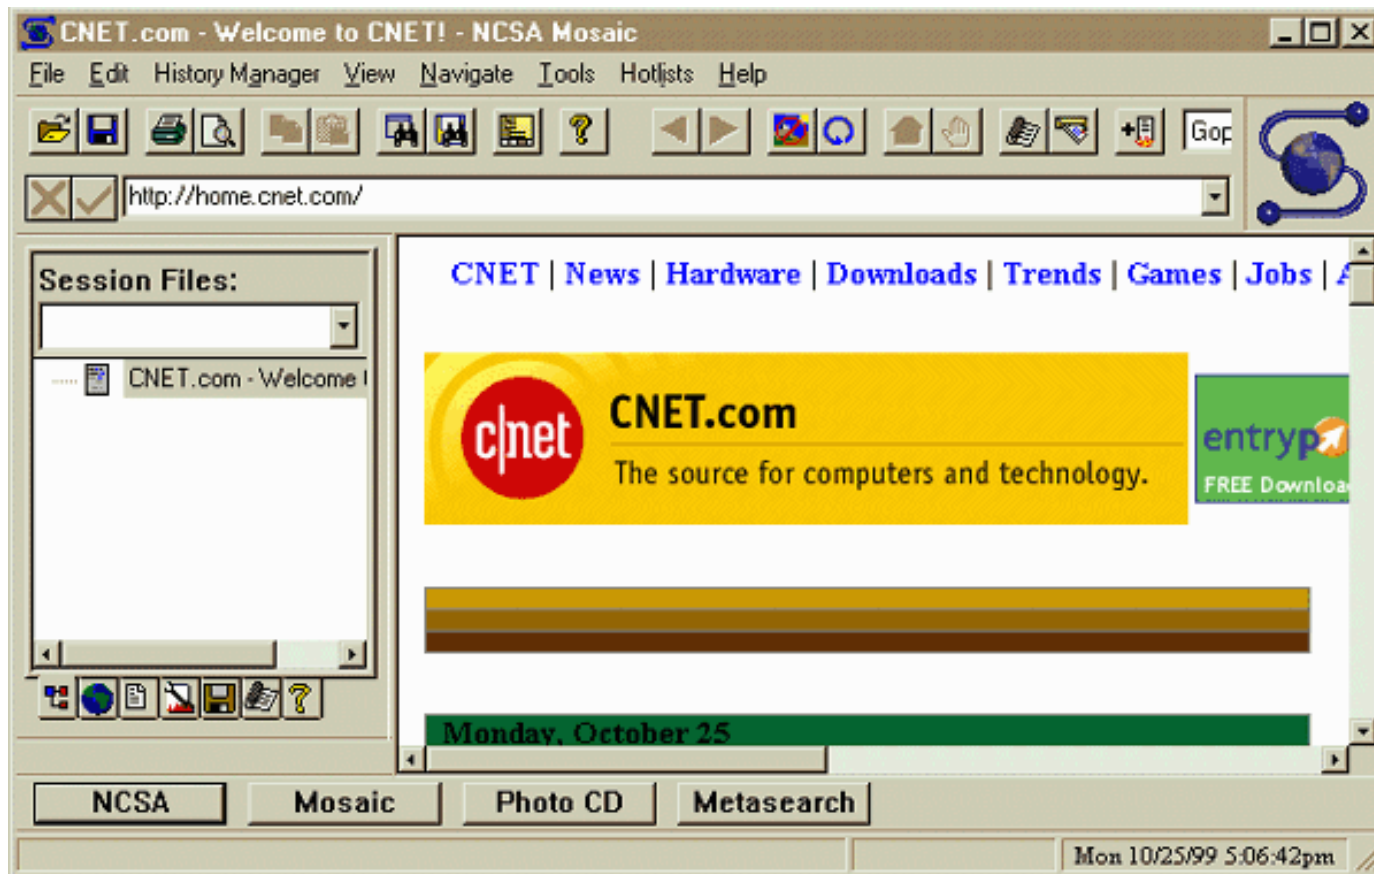 CNET.com - Welcome to CNET! - NCSA Mosaic
File Edit History Manager View Navigate Tools Hotlists Help
http://home.cnet.com/
Session Files:
CNET.com - Welcome
CNET | News | Hardware | Downloads | Trends | Games | Jobs |
c|net
CNET.com
The source for computers and technology.
FREE
Monday, October 25
NCSA Mosaic Photo CD Metasearch
Mon 10/25/99 5:06:42pm